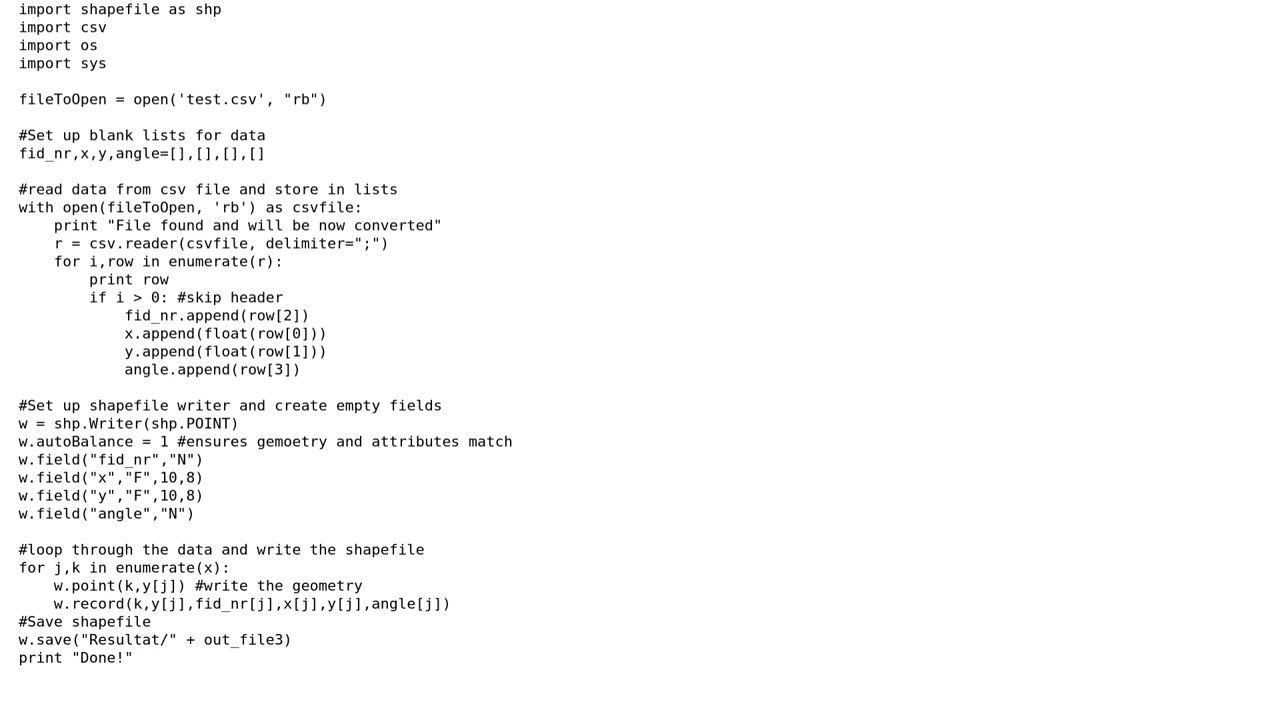 import shapefile as shp
import csv
import os
import sys

fileToOpen = open('test.csv', "rb")

#Set up blank lists for data
fid_nr,x,y,angle=[],[],[],[]

#read data from csv file and store in lists
with open(fileToOpen, 'rb') as csvfile:
    print "File found and will be now converted"
    r = csv.reader(csvfile, delimiter=";")
    for i,row in enumerate(r):
        print row
        if i > 0: #skip header
            fid_nr.append(row[2])
            x.append(float(row[0]))
            y.append(float(row[1]))
            angle.append(row[3])

#Set up shapefile writer and create empty fields
w = shp.Writer(shp.POINT)
w.autoBalance = 1 #ensures gemoetry and attributes match
w.field("fid_nr","N")
w.field("x","F",10,8)
w.field("y","F",10,8)
w.field("angle","N")

#loop through the data and write the shapefile
for j,k in enumerate(x):
    w.point(k,y[j]) #write the geometry
    w.record(k,y[j],fid_nr[j],x[j],y[j],angle[j])
#Save shapefile
w.save("Resultat/" + out_file3)
print "Done!"